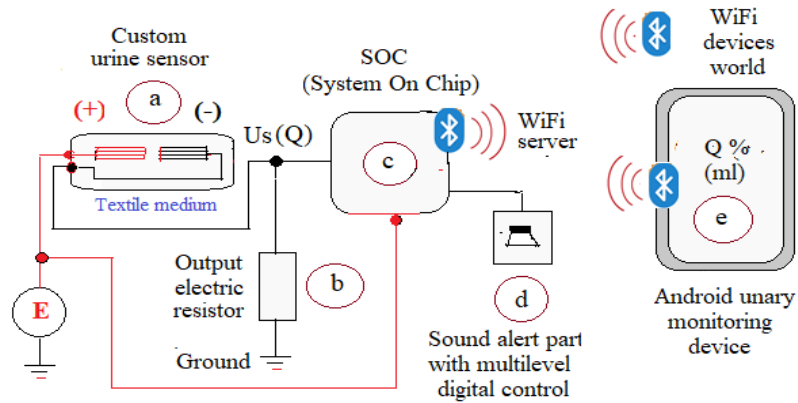 Custom
urine sensor
a
(+)
(-)
Textile medium
Us (Q)
SOC
(System On Chip)
c
WiFi
server
E
Output
electric
resistor
b
Ground
d
Sound alert part
with multilevel
digital control
WiFi
devices
world
Q %
(ml)
e
Android unary
monitoring
device